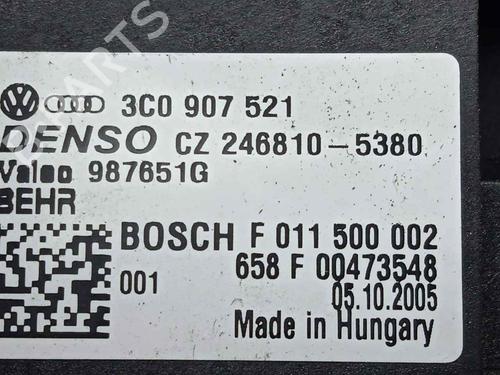 3C0 907 521
DENSO CZ 246810-5380
Valeo 987651G
BEHR
BOSCH F 011 500 002
001
658 F 00473548
05.10.2005
Made in Hungary